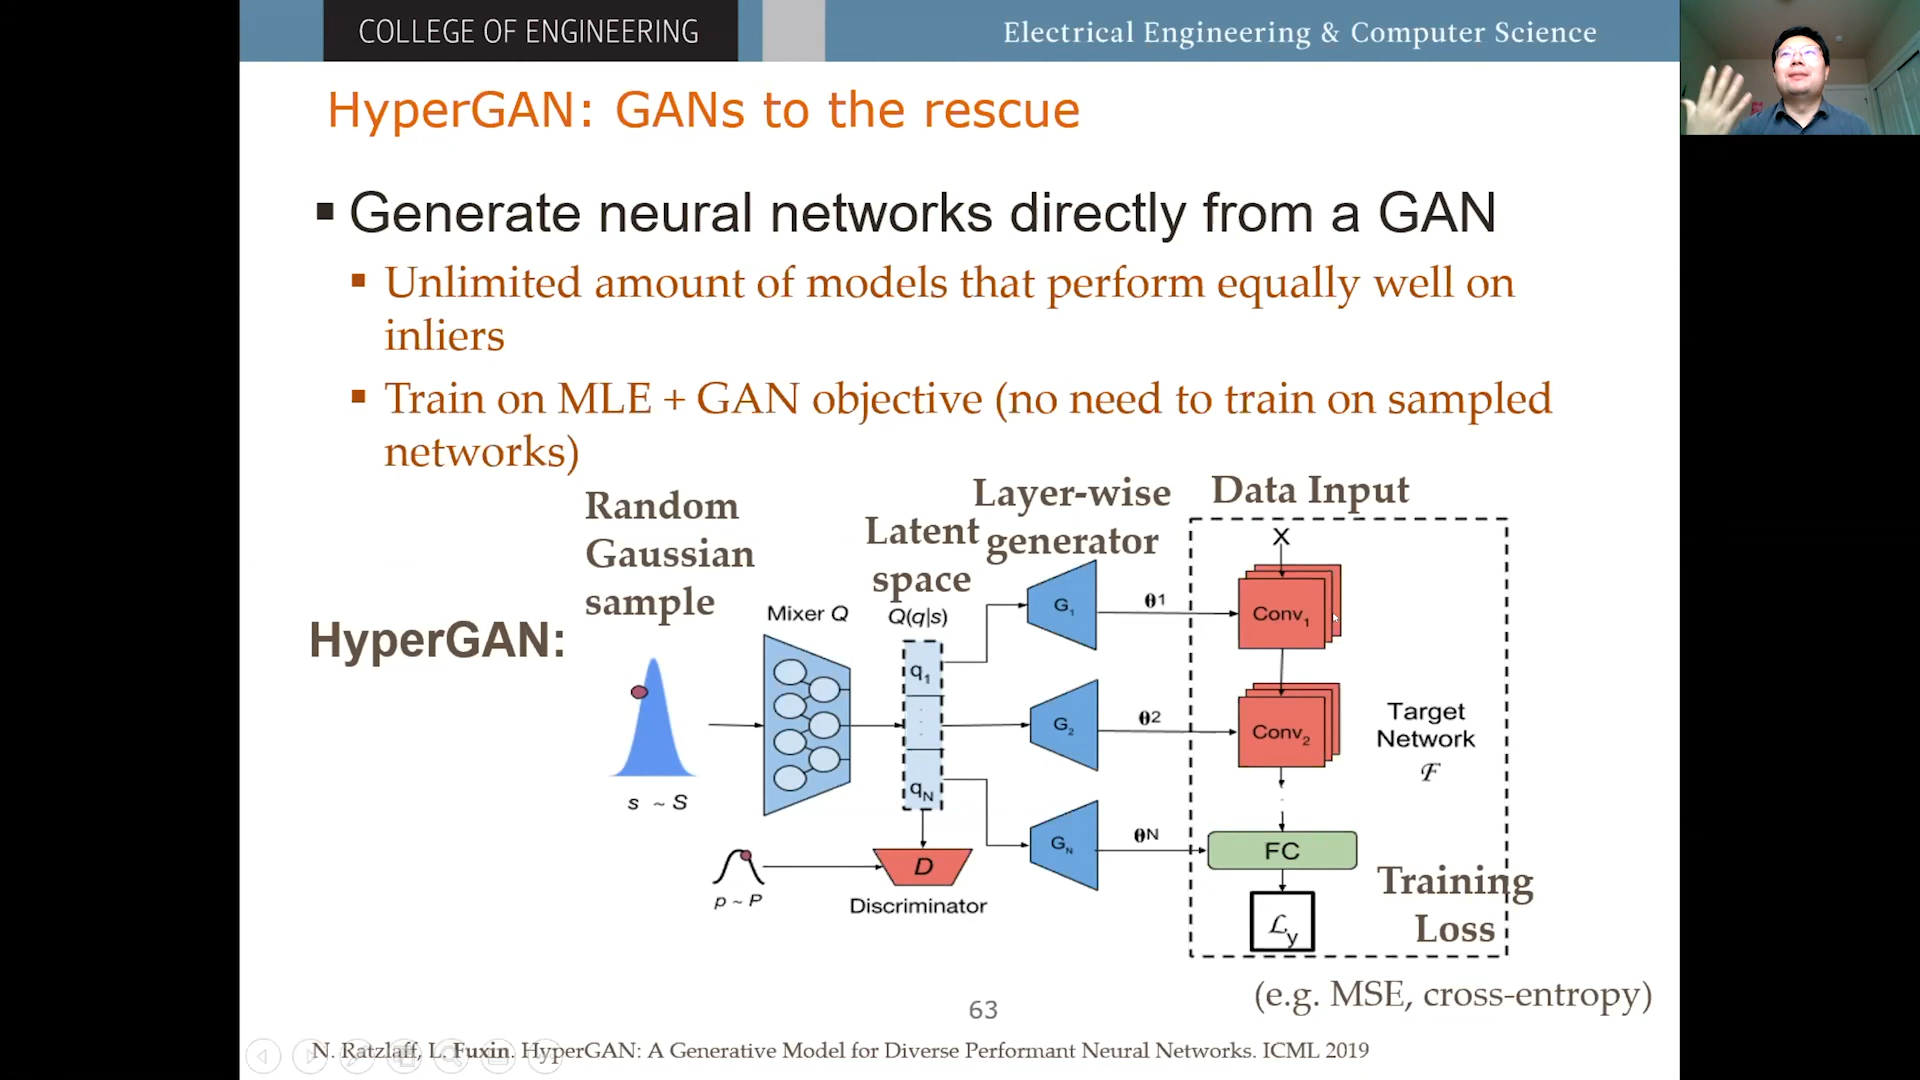 COLLEGE OF ENGINEERING
Electrical Engineering & Computer Science
HyperGAN: GANs to the rescue
Generate neural networks directly from a GAN
Unlimited amount of models that perform equally well on
inliers
Train on MLE + GAN objective (no need to train on sampled
networks)
HyperGAN:
Random
Gaussian
sample
s ~ S
p ~ P
Mixer Q
Latent
space
Q(q|s)
q1
qN
D
Discriminator
Layer-wise
generator
G1
G2
GN
θ1
θ2
θN
Data Input
X
Conv1
Conv2
FC
ℒy
Target
Network
ℱ
Training
Loss
(e.g. MSE, cross-entropy)
63
N. Ratzlaff, L. Fuxin. HyperGAN: A Generative Model for Diverse Performant Neural Networks. ICML 2019